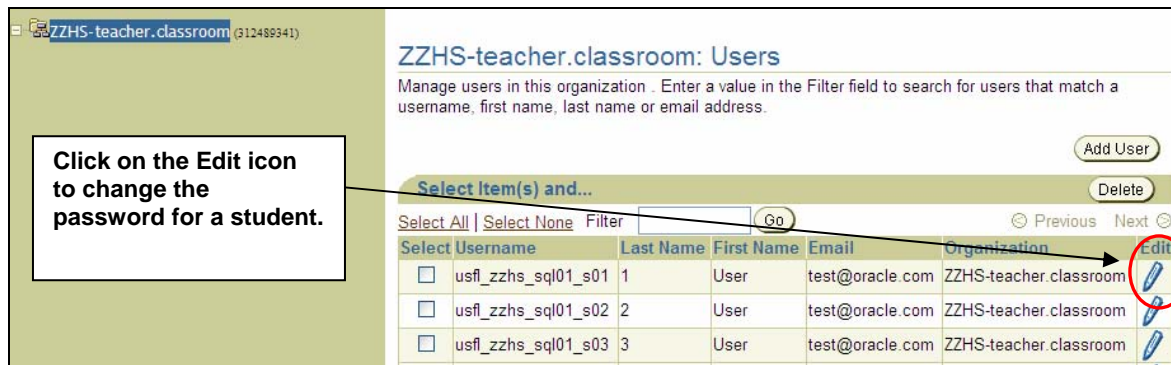 ZZHS-teacher.classroom (312489341)
ZZHS-teacher.classroom: Users
Manage users in this organization . Enter a value in the Filter field to search for users that match a
username, first name, last name or email address.
Add User
Click on the Edit icon
to change the
password for a student.
Select Item(s) and... Delete
Select All | Select None Filter Go Previous Next
Select Username Last Name First Name Email Organization Edit
usfl_zzhs_sql01_s01 1 User test@oracle.com ZZHS-teacher.classroom
usfl_zzhs_sql01_s02 2 User test@oracle.com ZZHS-teacher.classroom
usfl_zzhs_sql01_s03 3 User test@oracle.com ZZHS-teacher.classroom